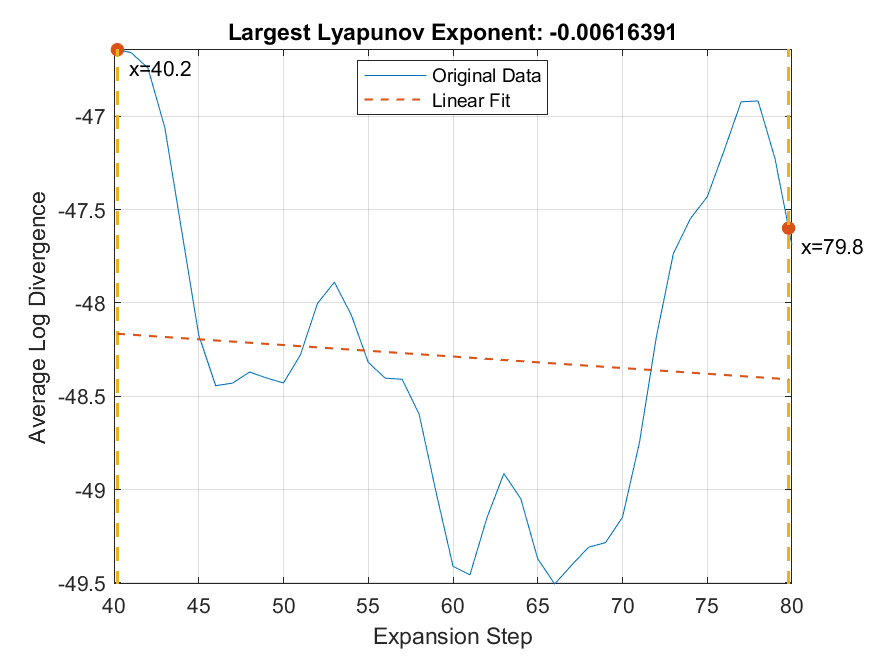 Largest Lyapunov Exponent: -0.00616391
x=40.2
Original Data
Linear Fit
-47
-47.5
x=79.8
-48
-48.5
-49
-49.5
Average Log Divergence
40 45 50 55 60 65 70 75 80
Expansion Step